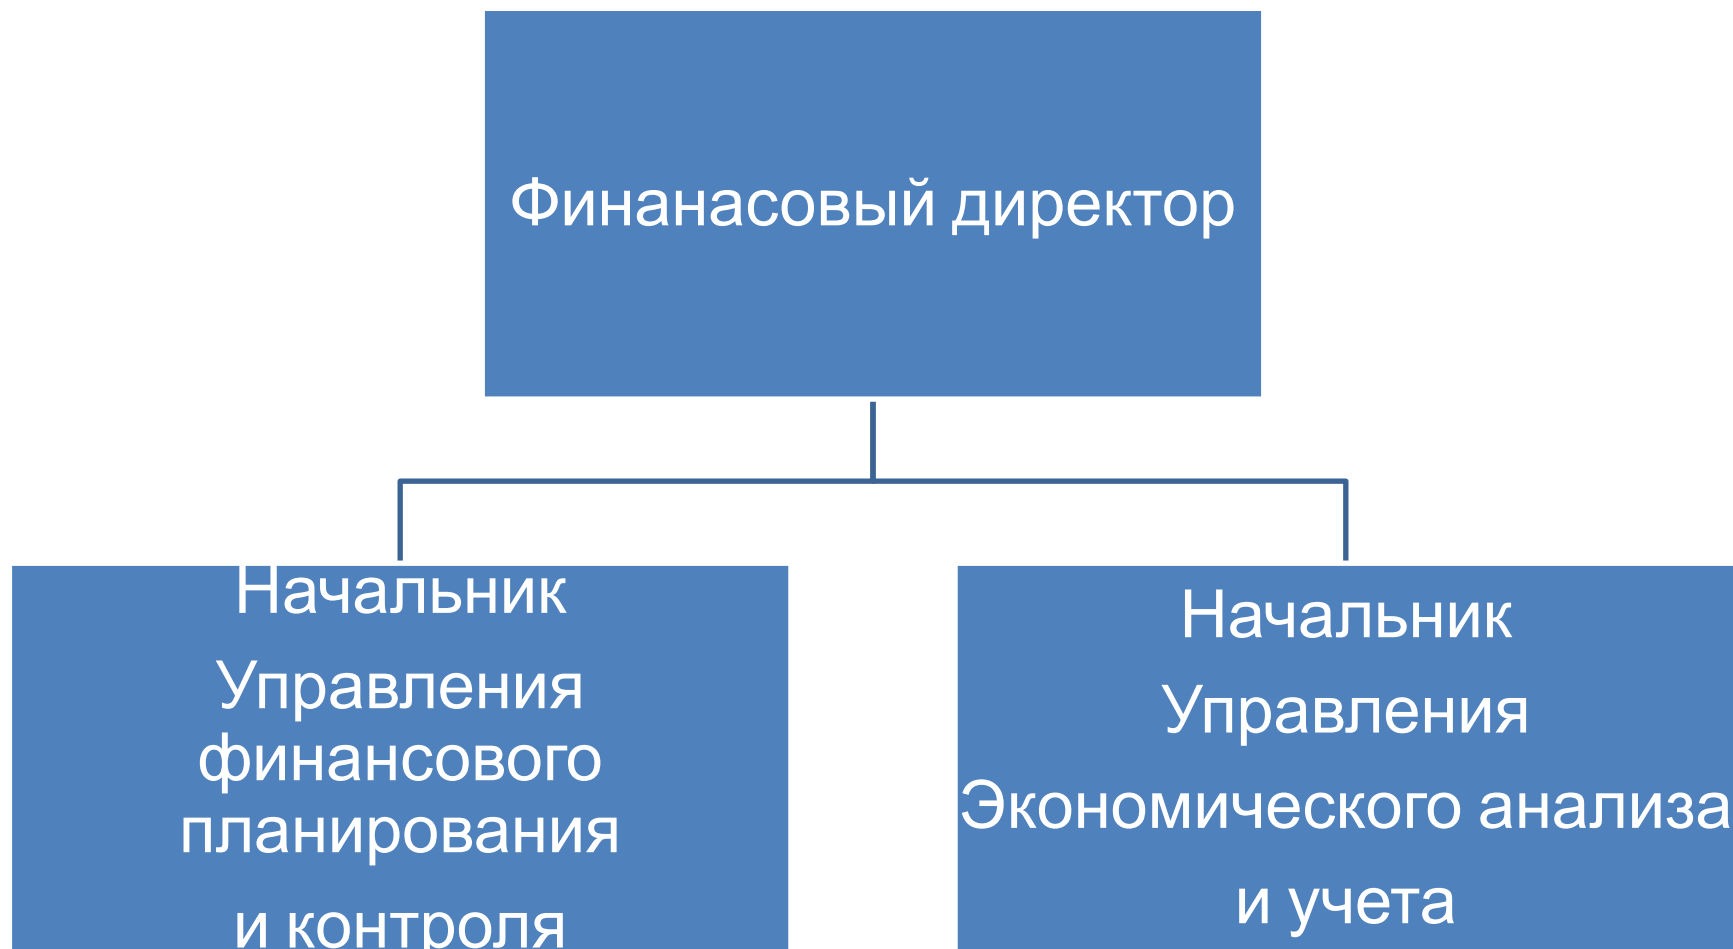 Финанасовый директор
Начальник
Управления
финансового
планирования
и контроля
Начальник
Управления
Экономического анализа
и учета